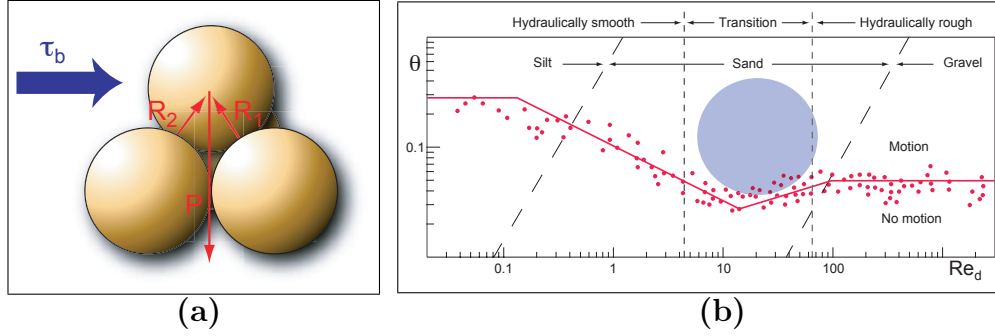 τb
R2
R1
P
(a)
Hydraulically smooth
Transition
Hydraulically rough
θ
Silt
Sand
Gravel
0.1
Motion
No motion
0.1
1
10
100
Red
(b)